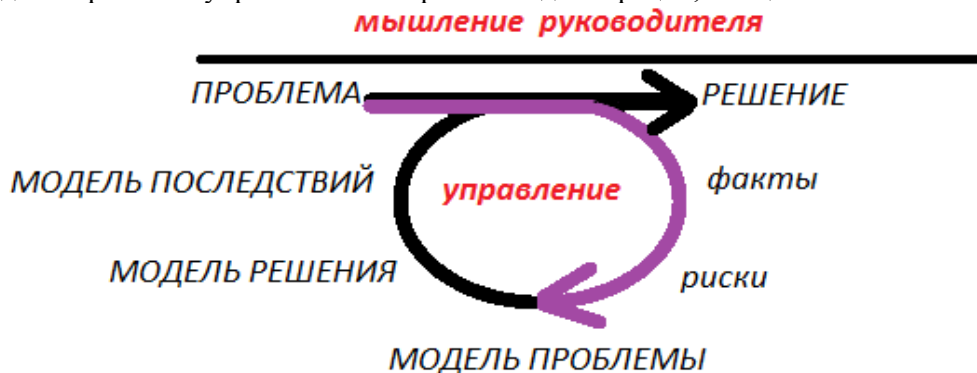 мышление руководителя
ПРОБЛЕМА РЕШЕНИЕ
МОДЕЛЬ ПОСЛЕДСТВИЙ управление факты
МОДЕЛЬ РЕШЕНИЯ риски
МОДЕЛЬ ПРОБЛЕМЫ